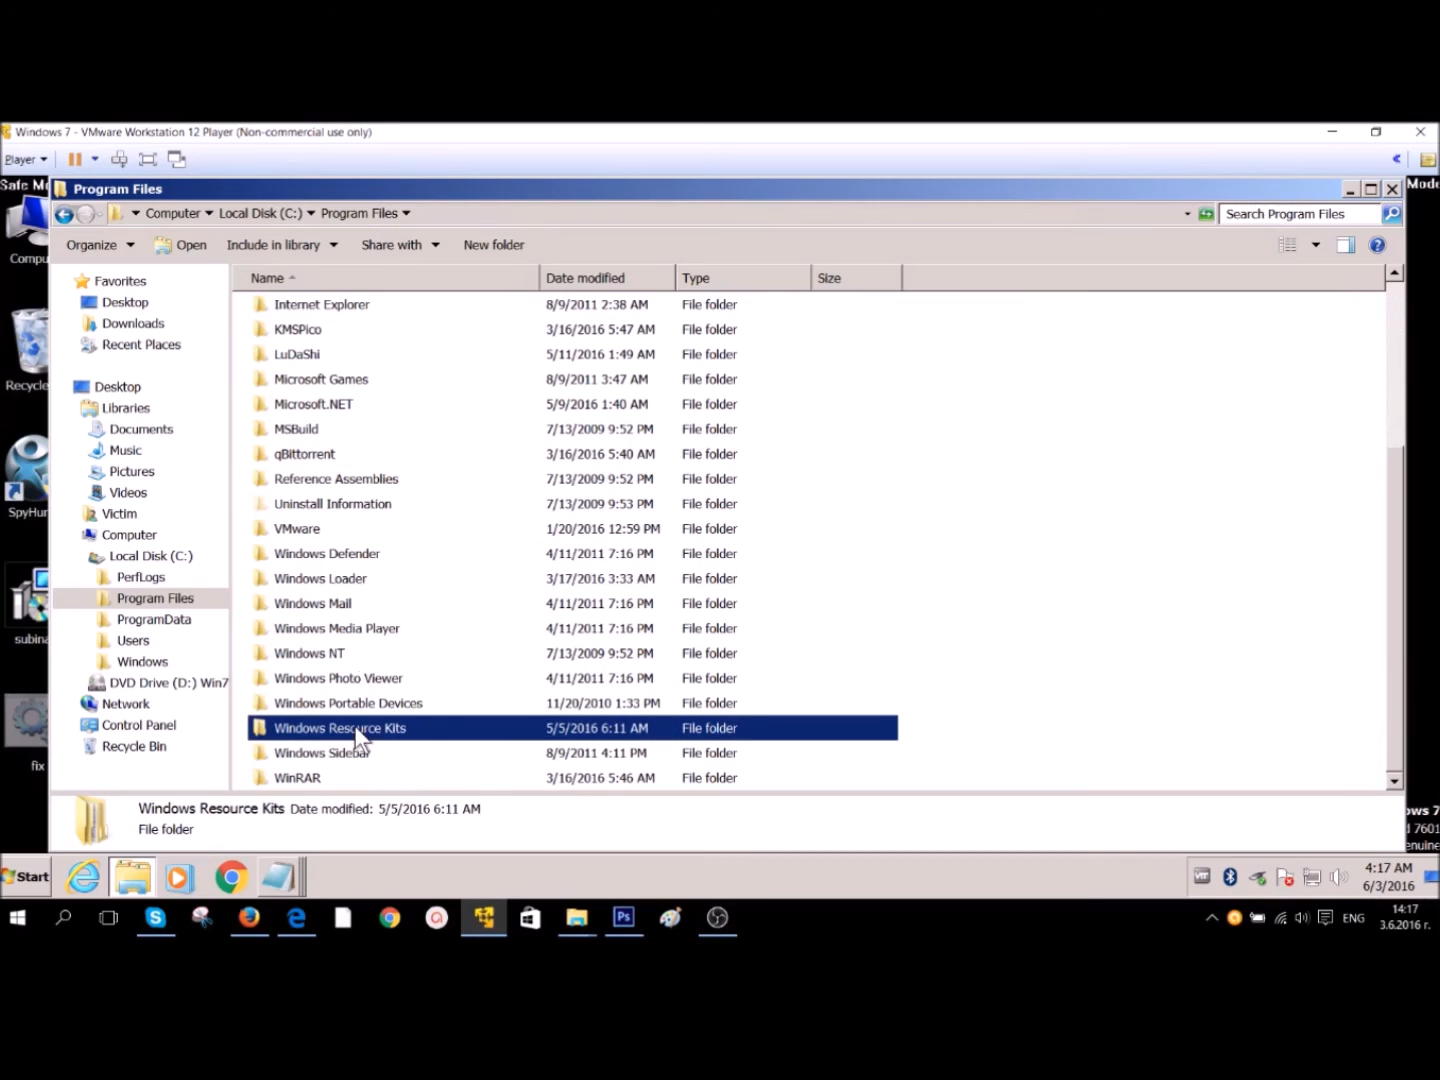 Windows 7 - VMware Workstation 12 Player (Non-commercial use only)
Player
Safe Mo
Mode
Program Files
Computer Local Disk (C:) Program Files
Search Program Files
Organize Open Include in library Share with New folder
Name Date modified Type Size
Favorites
Desktop
Downloads
Recent Places
Desktop
Libraries
Documents
Music
Pictures
Videos
Victim
Computer
Local Disk (C:)
PerfLogs
Program Files
ProgramData
Users
Windows
DVD Drive (D:) Win7
Network
Control Panel
Recycle Bin
Internet Explorer 8/9/2011 2:38 AM File folder
KMSPico 3/16/2016 5:47 AM File folder
LuDaShi 5/11/2016 1:49 AM File folder
Microsoft Games 8/9/2011 3:47 AM File folder
Microsoft.NET 5/9/2016 1:40 AM File folder
MSBuild 7/13/2009 9:52 PM File folder
qBittorrent 3/16/2016 5:40 AM File folder
Reference Assemblies 7/13/2009 9:52 PM File folder
Uninstall Information 7/13/2009 9:53 PM File folder
VMware 1/20/2016 12:59 PM File folder
Windows Defender 4/11/2011 7:16 PM File folder
Windows Loader 3/17/2016 3:33 AM File folder
Windows Mail 4/11/2011 7:16 PM File folder
Windows Media Player 4/11/2011 7:16 PM File folder
Windows NT 7/13/2009 9:52 PM File folder
Windows Photo Viewer 4/11/2011 7:16 PM File folder
Windows Portable Devices 11/20/2010 1:33 PM File folder
Windows Resource Kits 5/5/2016 6:11 AM File folder
Windows Sidebar 8/9/2011 4:11 PM File folder
WinRAR 3/16/2016 5:46 AM File folder
Compu
Recycle
SpyHun
subina
fix
Windows Resource Kits Date modified: 5/5/2016 6:11 AM
File folder
ows 7
d 7601
enuine
Start
4:17 AM
6/3/2016
Ps
ENG
14:17
3.6.2016 г.